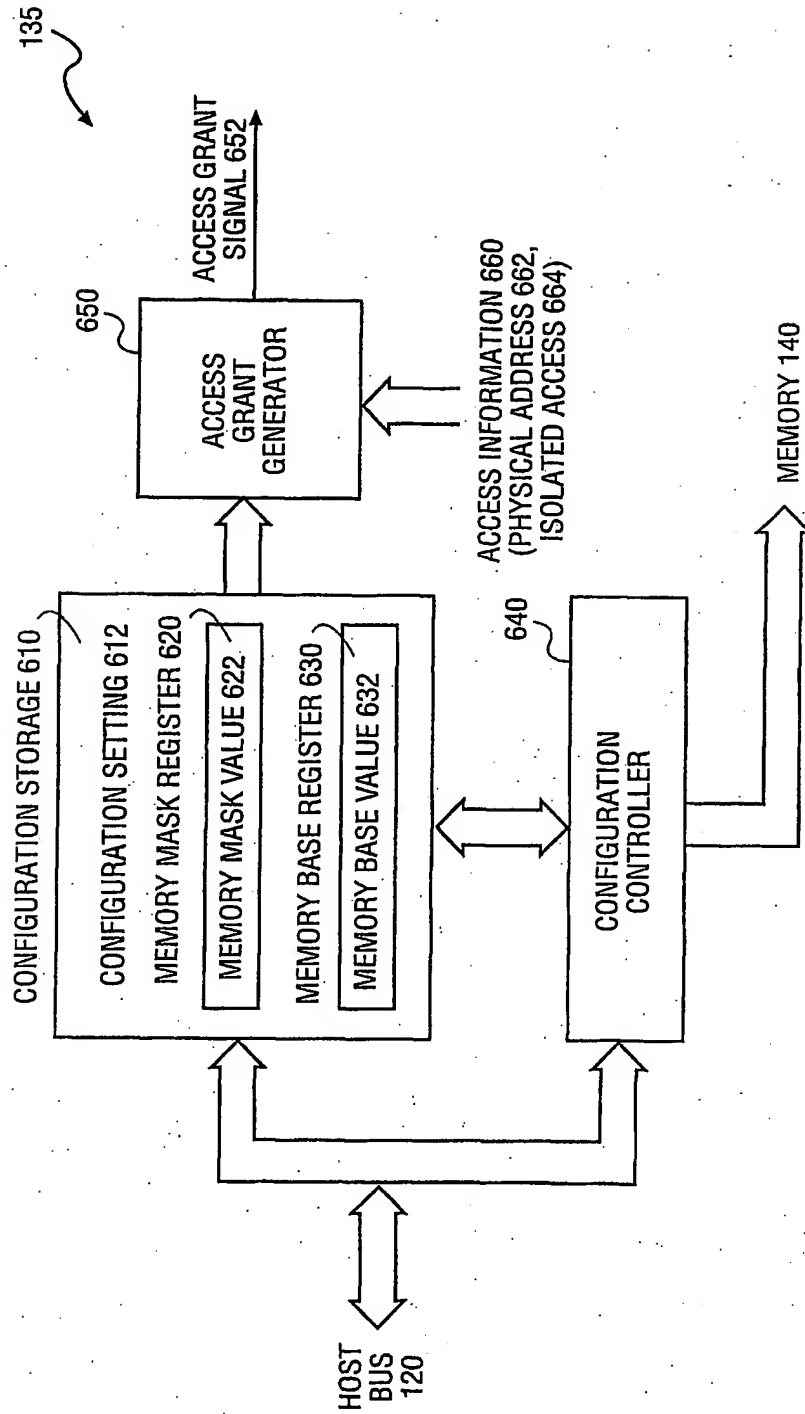 135
CONFIGURATION STORAGE 610
CONFIGURATION SETTING 612
MEMORY MASK REGISTER 620
MEMORY MASK VALUE 622
MEMORY BASE REGISTER 630
MEMORY BASE VALUE 632
650
ACCESS
GRANT
GENERATOR
ACCESS GRANT
SIGNAL 652
ACCESS INFORMATION 660
(PHYSICAL ADDRESS 662,
ISOLATED ACCESS 664)
HOST
BUS
120
640
CONFIGURATION
CONTROLLER
MEMORY 140